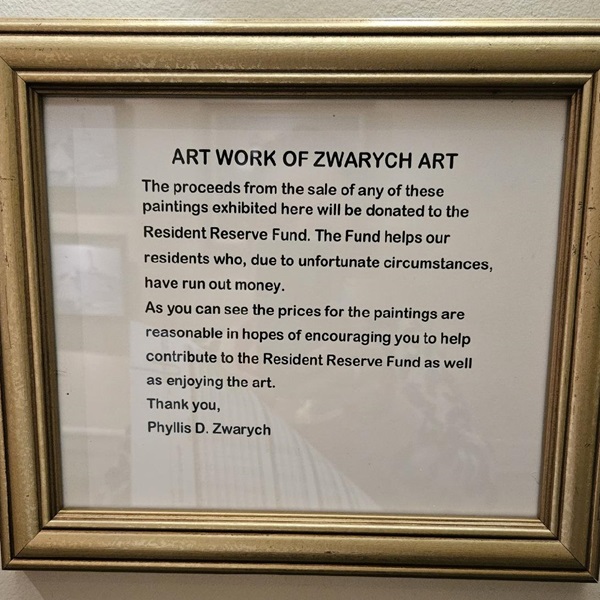 ART WORK OF ZWARYCH ART
The proceeds from the sale of any of these
paintings exhibited here will be donated to the
Resident Reserve Fund. The Fund helps our
residents who, due to unfortunate circumstances,
have run out money.
As you can see the prices for the paintings are
reasonable in hopes of encouraging you to help
contribute to the Resident Reserve Fund as well
as enjoying the art.
Thank you,
Phyllis D. Zwarych